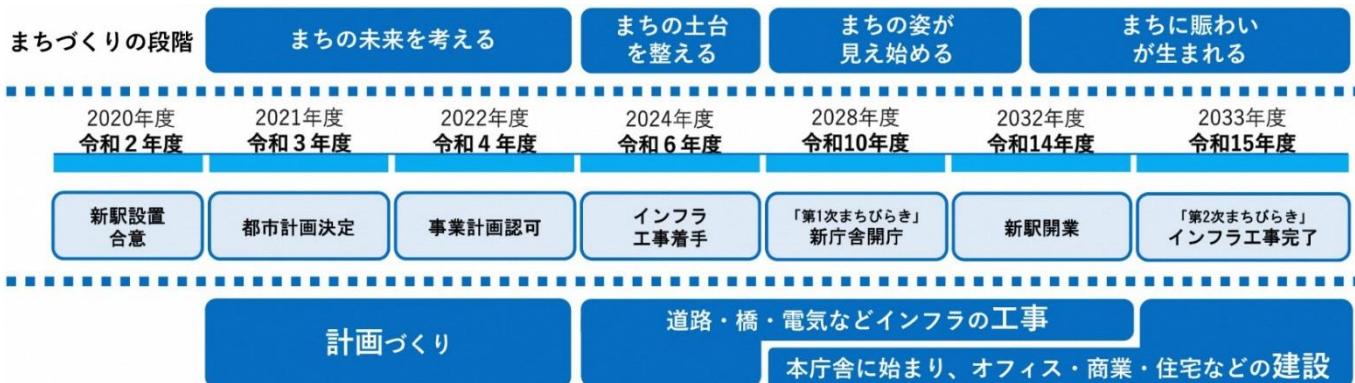 まちづくりの段階
まちの未来を考える
まちの土台
を整える
まちの姿が
見え始める
まちに賑わい
が生まれる
2020年度
令和2年度
2021年度
令和3年度
2022年度
令和4年度
2024年度
令和6年度
2028年度
令和10年度
2032年度
令和14年度
2033年度
令和15年度
新駅設置
合意
都市計画決定
事業計画認可
インフラ
工事着手
「第1次まちびらき」
新庁舎開庁
新駅開業
「第2次まちびらき」
インフラ工事完了
計画づくり
道路・橋・電気などインフラの工事
本庁舎に始まり、オフィス・商業・住宅などの建設